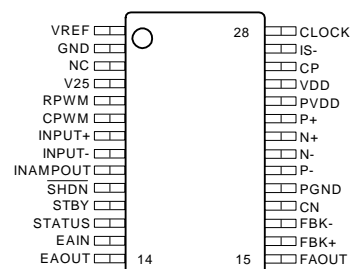 VREF
GND
NC
V25
RPWM
CPWM
INPUT+
INPUT-
INAMPOUT
SHDN
STBY
STATUS
EAIN
EAOUT
14
28
15
CLOCK
IS-
CP
VDD
PVDD
P+
N+
N-
P-
PGND
CN
FBK-
FBK+
FAOUT